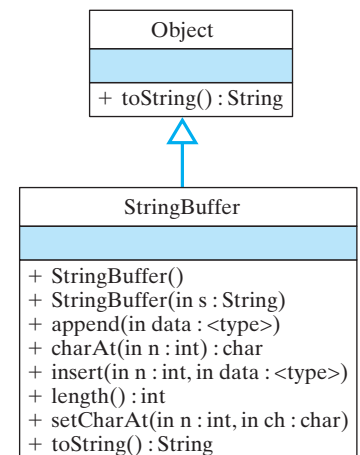 Object
+ toString() : String
StringBuffer
+ StringBuffer()
+ StringBuffer(in s : String)
+ append(in data : <type>)
+ charAt(in n : int) : char
+ insert(in n : int, in data : <type>)
+ length() : int
+ setCharAt(in n : int, in ch : char)
+ toString() : String